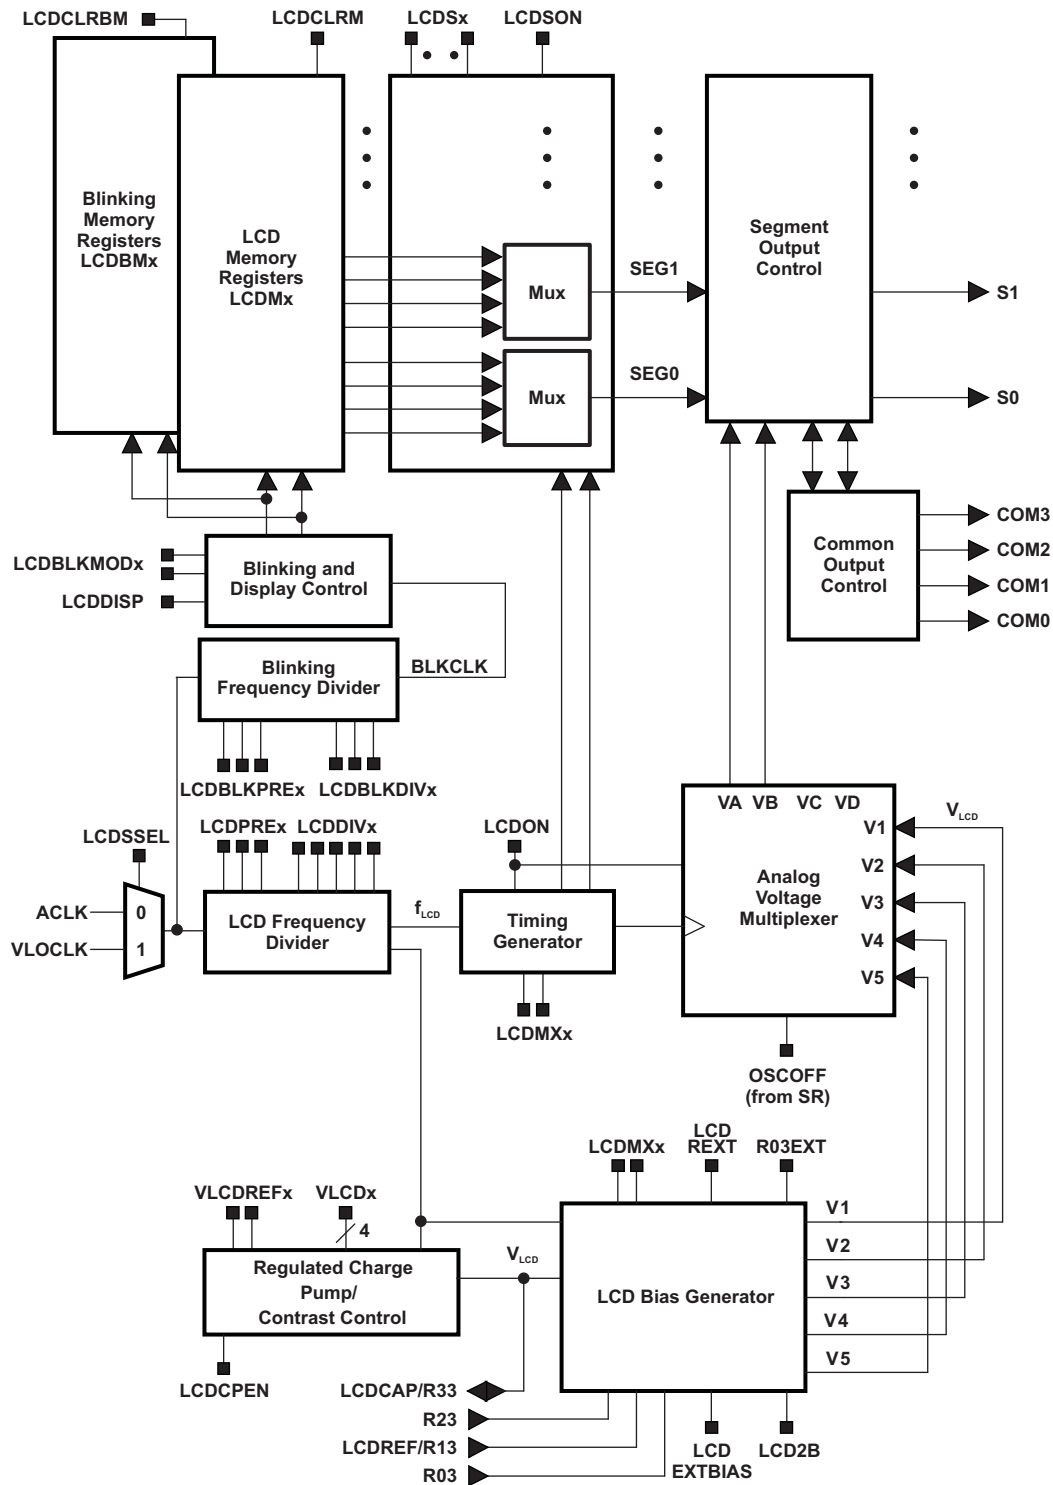 LCDCLRBM
LCDCLRM
LCDSx
LCDSON
Blinking
Memory
Registers
LCDBMx
LCD
Memory
Registers
LCDMx
Mux
SEG1
Segment
Output
Control
S1
Mux
SEG0
S0
LCDBLKMODx
LCDDISP
Blinking and
Display Control
Common
Output
Control
COM3
COM2
COM1
COM0
Blinking
Frequency Divider
BLKCLK
LCDBLKPREx
LCDBLKDIVx
LCDSSEL
LCDPREx
LCDDIVx
LCDON
ACLK
VLOCLK
0
1
LCD Frequency
Divider
fLCD
Timing
Generator
LCDMXx
VA VB VC VD
Analog
Voltage
Multiplexer
V1
V2
V3
V4
V5
VLCD
OSCOFF
(from SR)
LCDMXx
LCD
REXT
R03EXT
VLCDREFx
VLCDx
4
Regulated Charge
Pump/
Contrast Control
VLCD
LCD Bias Generator
V1
V2
V3
V4
V5
LCDCPEN
LCDCAP/R33
R23
LCDREF/R13
R03
LCD
EXTBIAS
LCD2B